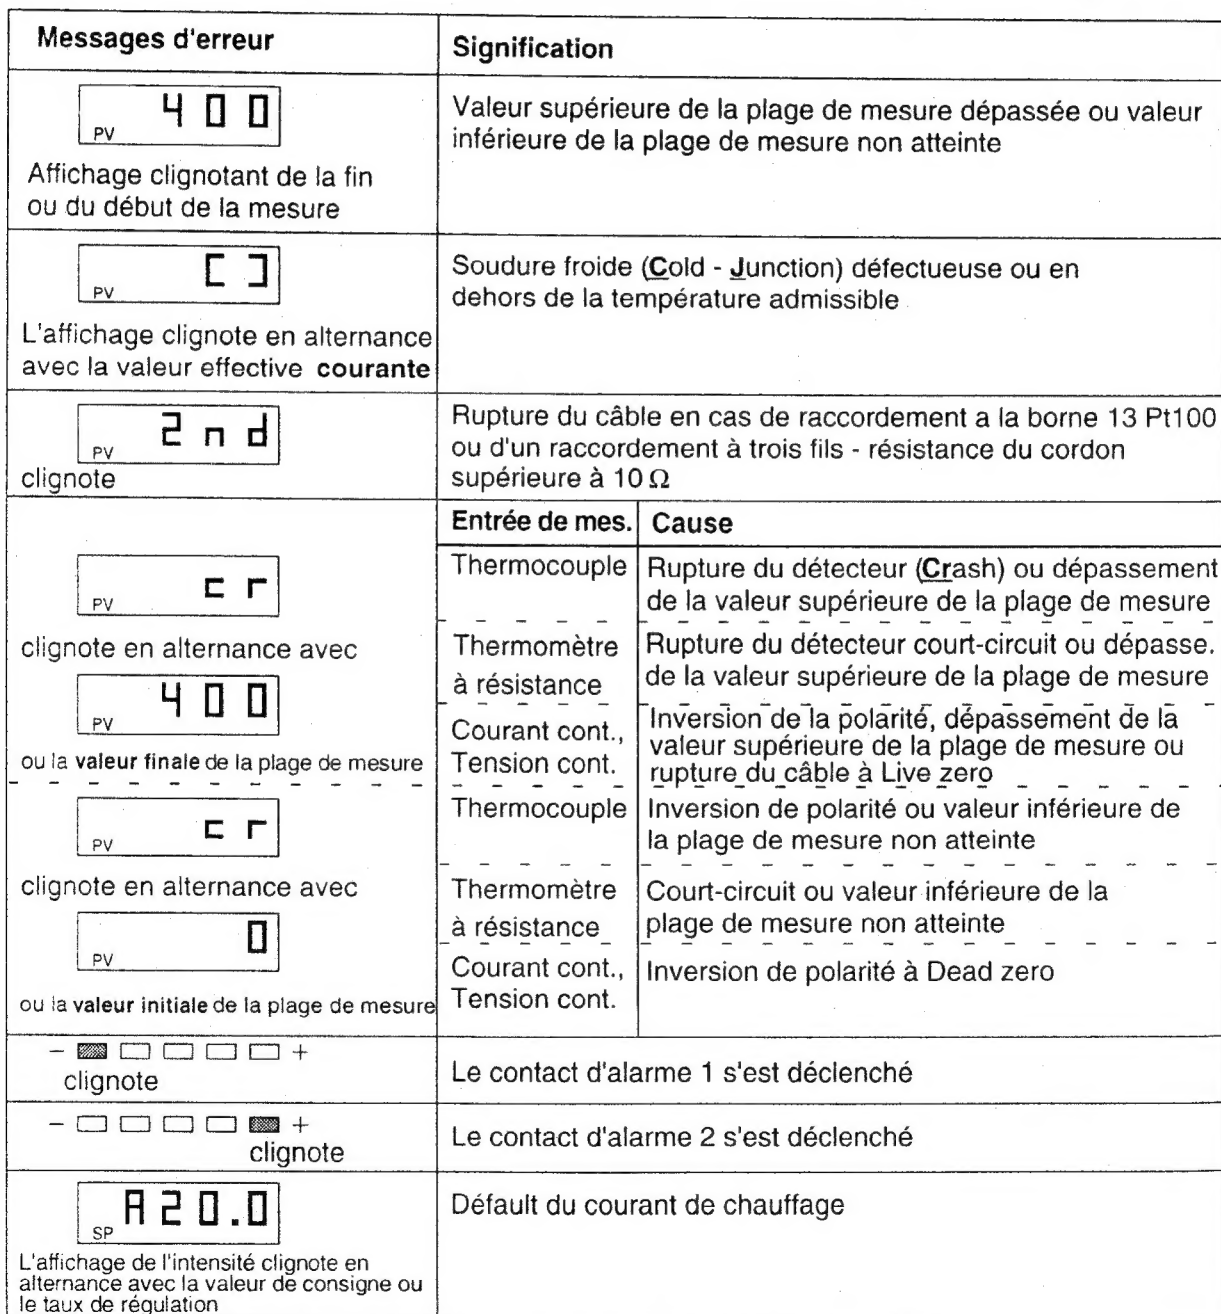 Messages d'erreur
Signification
PV 400
Affichage clignotant de la fin
ou du début de la mesure
Valeur supérieure de la plage de mesure dépassée ou valeur
inférieure de la plage de mesure non atteinte
PV [ ]
L'affichage clignote en alternance
avec la valeur effective courante
Soudure froide (Cold - Junction) défectueuse ou en
dehors de la température admissible
PV 2nd
clignote
Rupture du câble en cas de raccordement a la borne 13 Pt100
ou d'un raccordement à trois fils - résistance du cordon
supérieure à 10 Ω
Entrée de mes.
Cause
PV cr
clignote en alternance avec
PV 400
ou la valeur finale de la plage de mesure
Thermocouple
Rupture du détecteur (Crash) ou dépassement
de la valeur supérieure de la plage de mesure
Thermomètre
à résistance
Rupture du détecteur court-circuit ou dépasse.
de la valeur supérieure de la plage de mesure
Courant cont.,
Tension cont.
Inversion de la polarité, dépassement de la
valeur supérieure de la plage de mesure ou
rupture du câble à Live zero
PV cr
clignote en alternance avec
PV 0
ou la valeur initiale de la plage de mesure
Thermocouple
Inversion de polarité ou valeur inférieure de
la plage de mesure non atteinte
Thermomètre
à résistance
Court-circuit ou valeur inférieure de la
plage de mesure non atteinte
Courant cont.,
Tension cont.
Inversion de polarité à Dead zero
- +
clignote
Le contact d'alarme 1 s'est déclenché
- +
clignote
Le contact d'alarme 2 s'est déclenché
SP A20.0
L'affichage de l'intensité clignote en
alternance avec la valeur de consigne ou
le taux de régulation
Défault du courant de chauffage